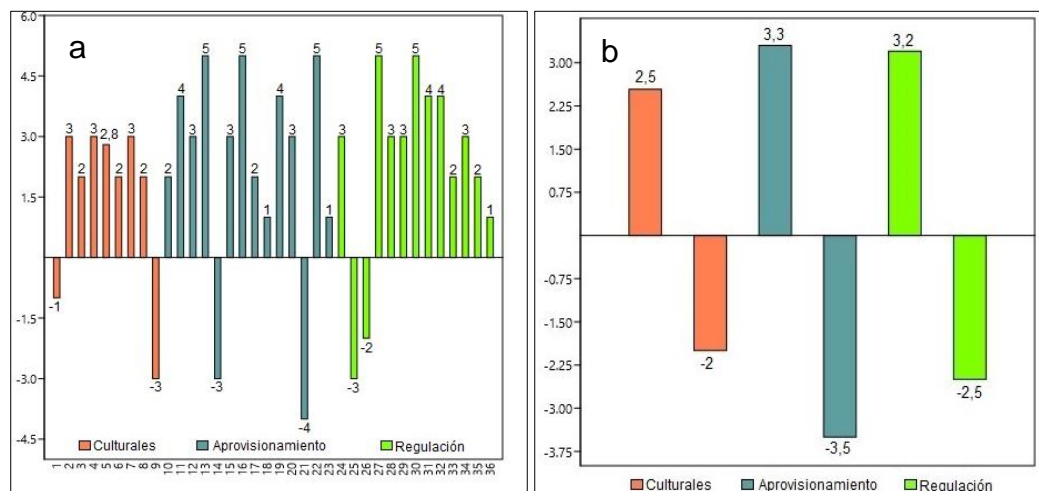 a
6.0
4.5
3.0
1.5
-1.5
-3.0
-4.5
-1 3 2 3 2,8 3 2 3 2 -3 2 4 3 5 -3 3 5 2 1 4 3 -4 5 1 3 -3 -2 5 3 3 5 4 4 2 3 2 1
Culturales Aprovisionamiento Regulación
1 2 3 4 5 6 7 8 9 10 11 12 13 14 15 16 17 18 19 20 21 22 23 24 25 26 27 28 29 30 31 32 33 34 35 36
b
3.00
2.25
1.50
0.75
-0.75
-1.50
-2.25
-3.00
-3.75
2,5 -2 3,3 -3,5 3,2 -2,5
Culturales Aprovisionamiento Regulación